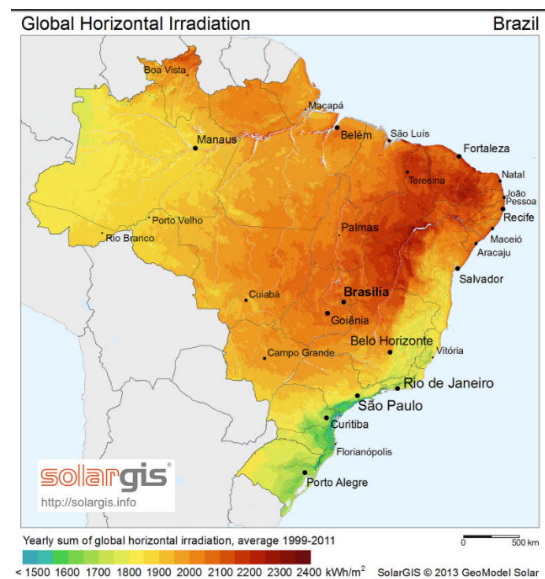 Global Horizontal Irradiation Brazil
Boa Vista
Macapá
Belém
São Luís
Manaus
Fortaleza
Teresina
Natal
João
Pessoa
Recife
Porto Velho
Palmas
Rio Branco
Maceió
Aracaju
Salvador
Cuiabá
Brasília
Goiânia
Belo Horizonte
Vitória
Campo Grande
Rio de Janeiro
São Paulo
Curitiba
Florianópolis
Porto Alegre
solargis
http://solargis.info
Yearly sum of global horizontal irradiation, average 1999-2011
0 500 km
< 1500 1600 1700 1800 1900 2000 2100 2200 2300 2400 kWh/m² SolarGIS © 2013 GeoModel Solar